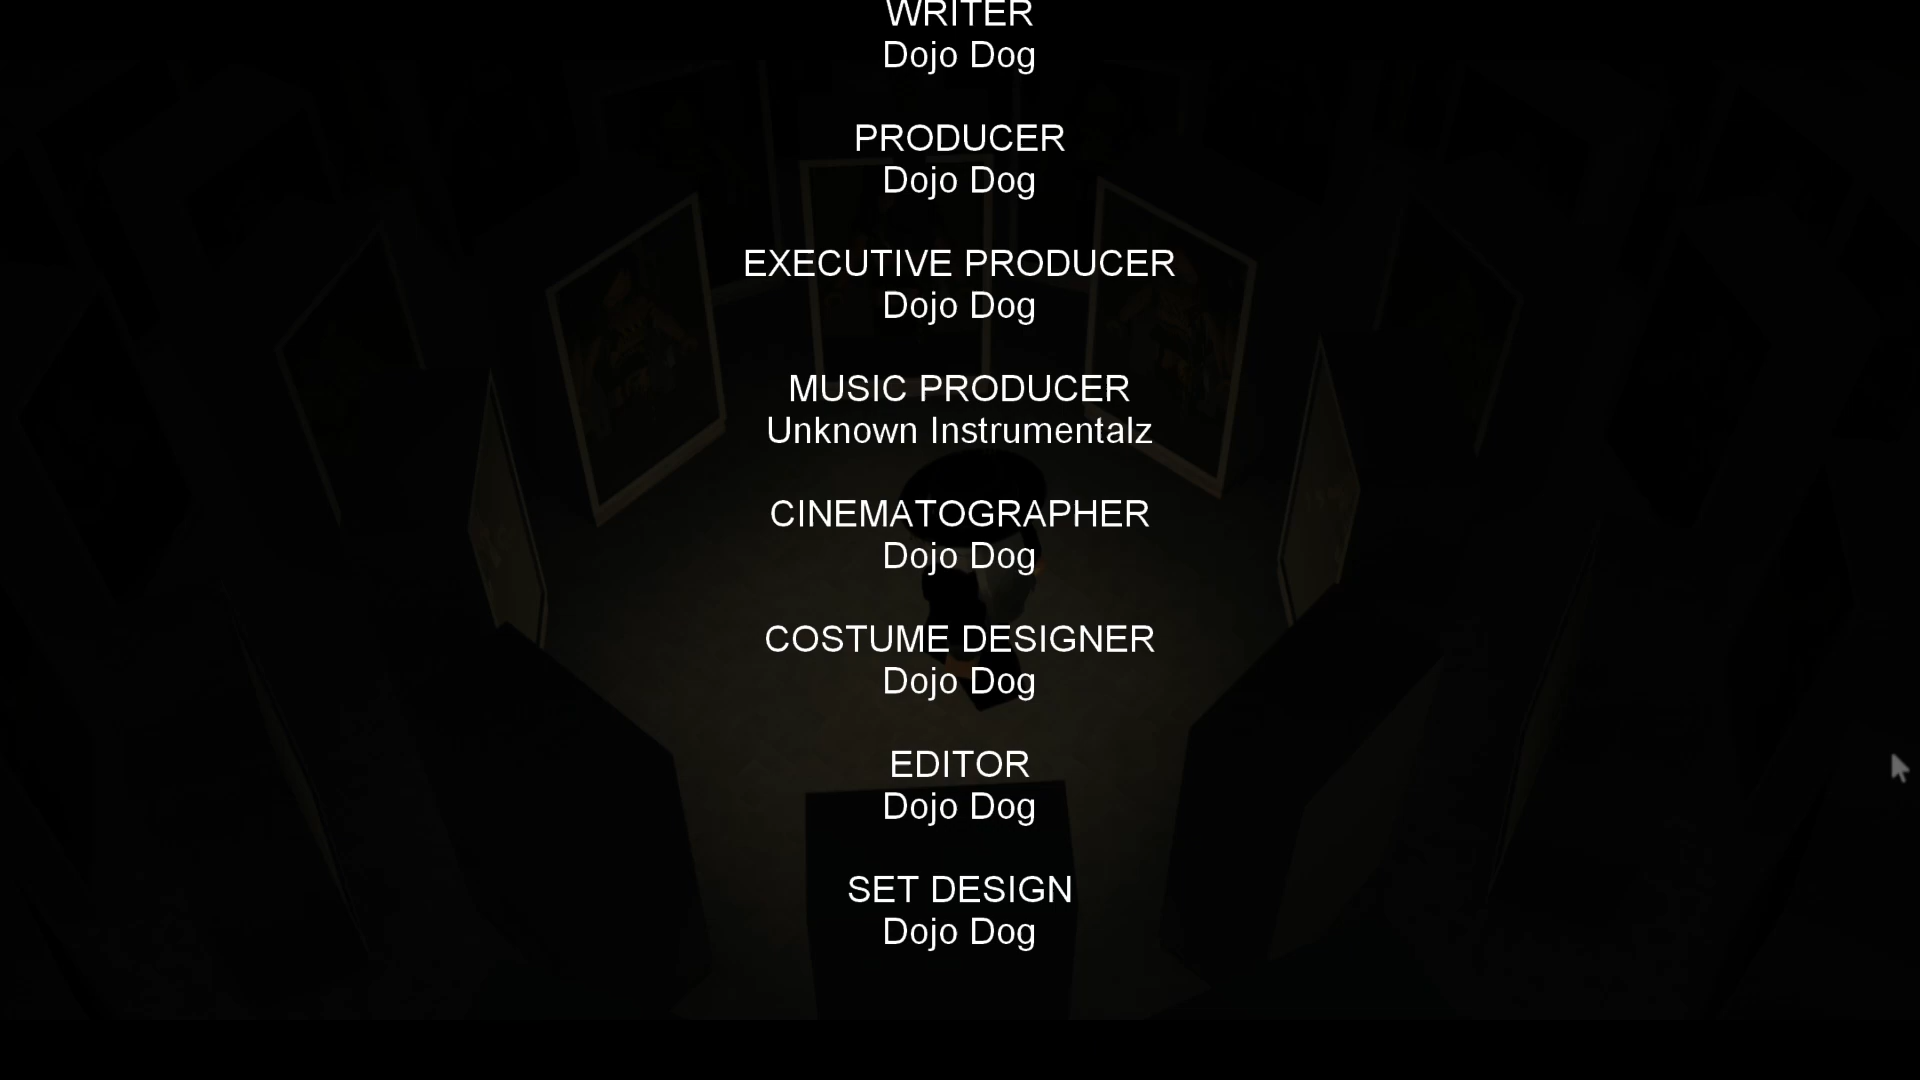 WRITER
Dojo Dog
PRODUCER
Dojo Dog
EXECUTIVE PRODUCER
Dojo Dog
MUSIC PRODUCER
Unknown Instrumentalz
CINEMATOGRAPHER
Dojo Dog
COSTUME DESIGNER
Dojo Dog
EDITOR
Dojo Dog
SET DESIGN
Dojo Dog